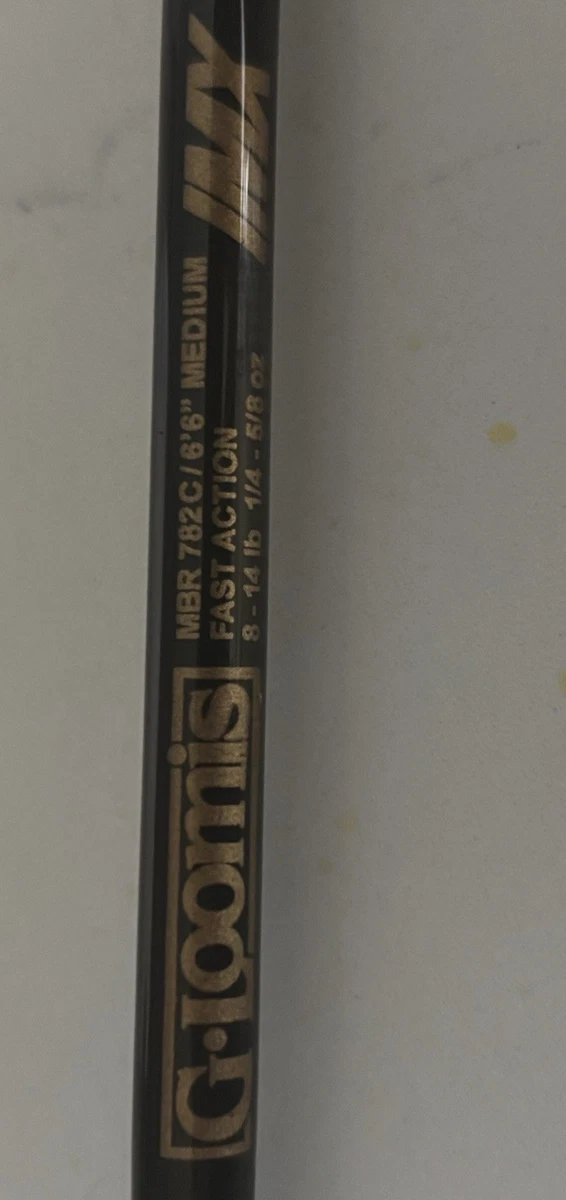 G·Loomis
MBR 782C / 6'6" MEDIUM
FAST ACTION
8 - 14 lb 1/4 - 5/8 oz
IMX